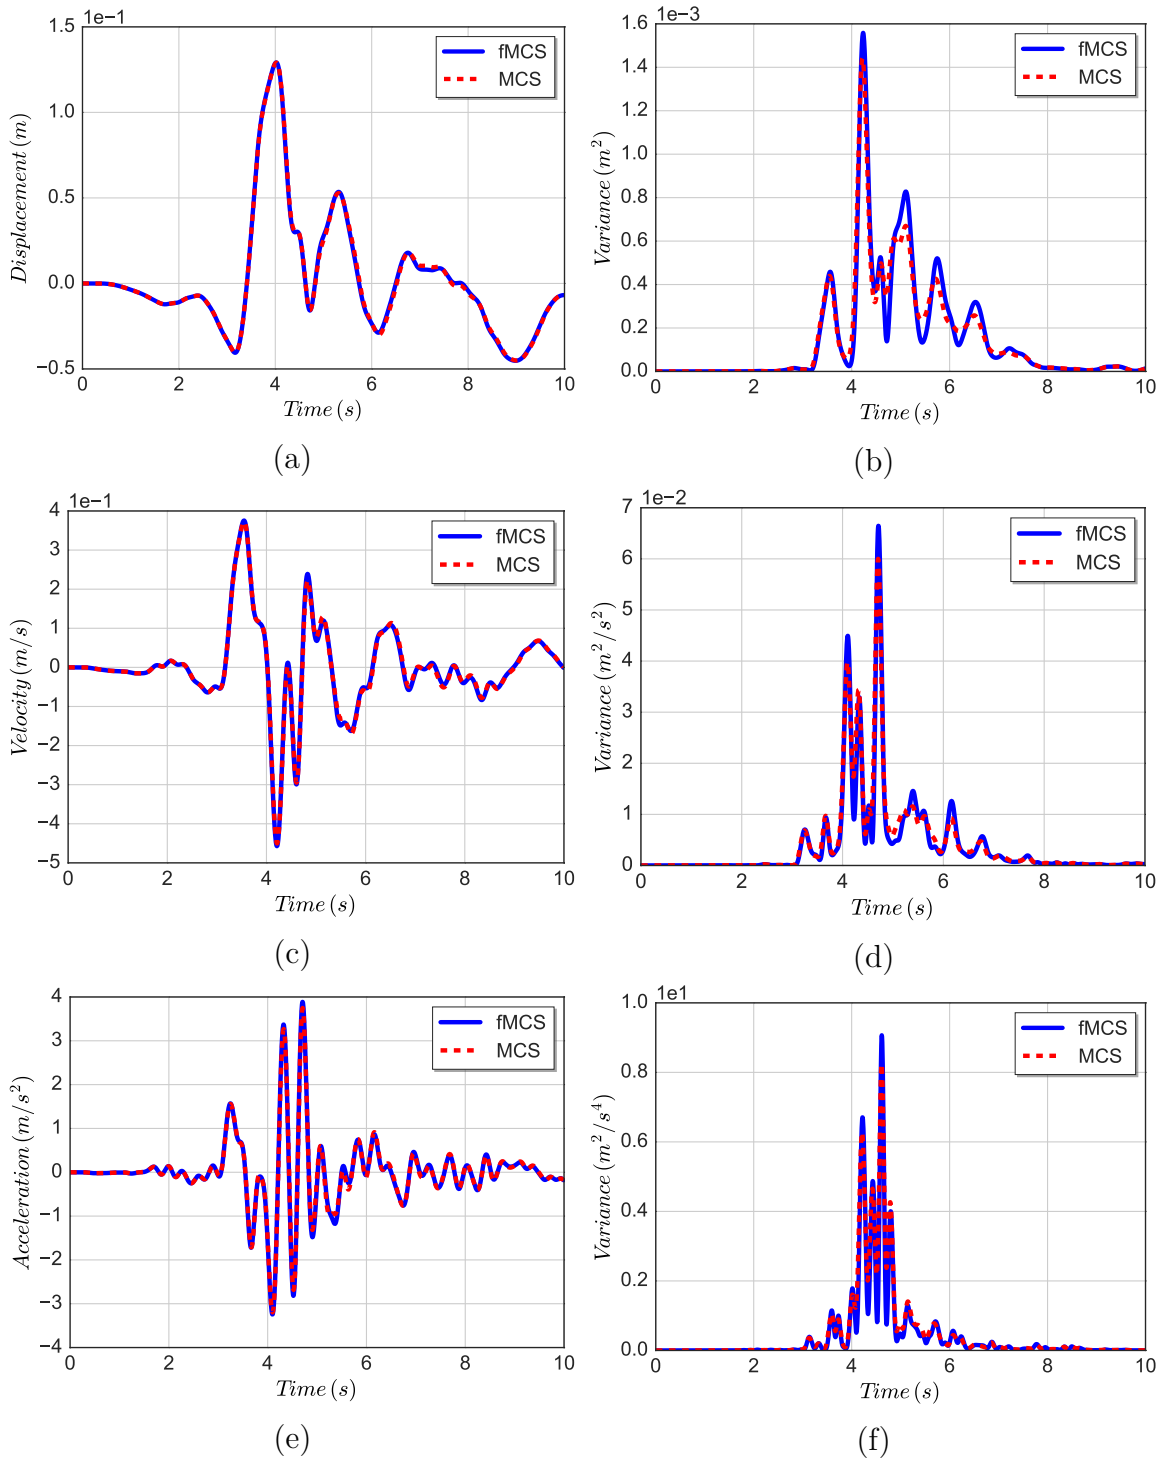 1e−1
1.5
1.0
0.5
0.0
−0.5
Displacement (m)
0 2 4 6 8 10
Time (s)
fMCS
MCS
(a)
1e−3
1.6
1.4
1.2
1.0
0.8
0.6
0.4
0.2
0.0
Variance (m²)
0 2 4 6 8 10
Time (s)
fMCS
MCS
(b)
1e−1
4
3
2
1
0
−1
−2
−3
−4
−5
Velocity (m/s)
0 2 4 6 8 10
Time (s)
fMCS
MCS
(c)
1e−2
7
6
5
4
3
2
1
0
Variance (m²/s²)
0 2 4 6 8 10
Time (s)
fMCS
MCS
(d)
4
3
2
1
0
−1
−2
−3
−4
Acceleration (m/s²)
0 2 4 6 8 10
Time (s)
fMCS
MCS
(e)
1e1
1.0
0.8
0.6
0.4
0.2
0.0
Variance (m²/s⁴)
0 2 4 6 8 10
Time (s)
fMCS
MCS
(f)